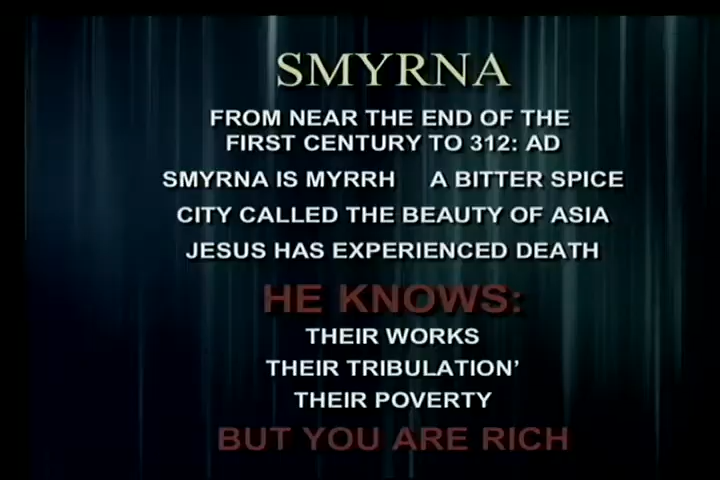 SMYRNA
FROM NEAR THE END OF THE
FIRST CENTURY TO 312: AD
SMYRNA IS MYRRH A BITTER SPICE
CITY CALLED THE BEAUTY OF ASIA
JESUS HAS EXPERIENCED DEATH
HE KNOWS:
THEIR WORKS
THEIR TRIBULATION’
THEIR POVERTY
BUT YOU ARE RICH